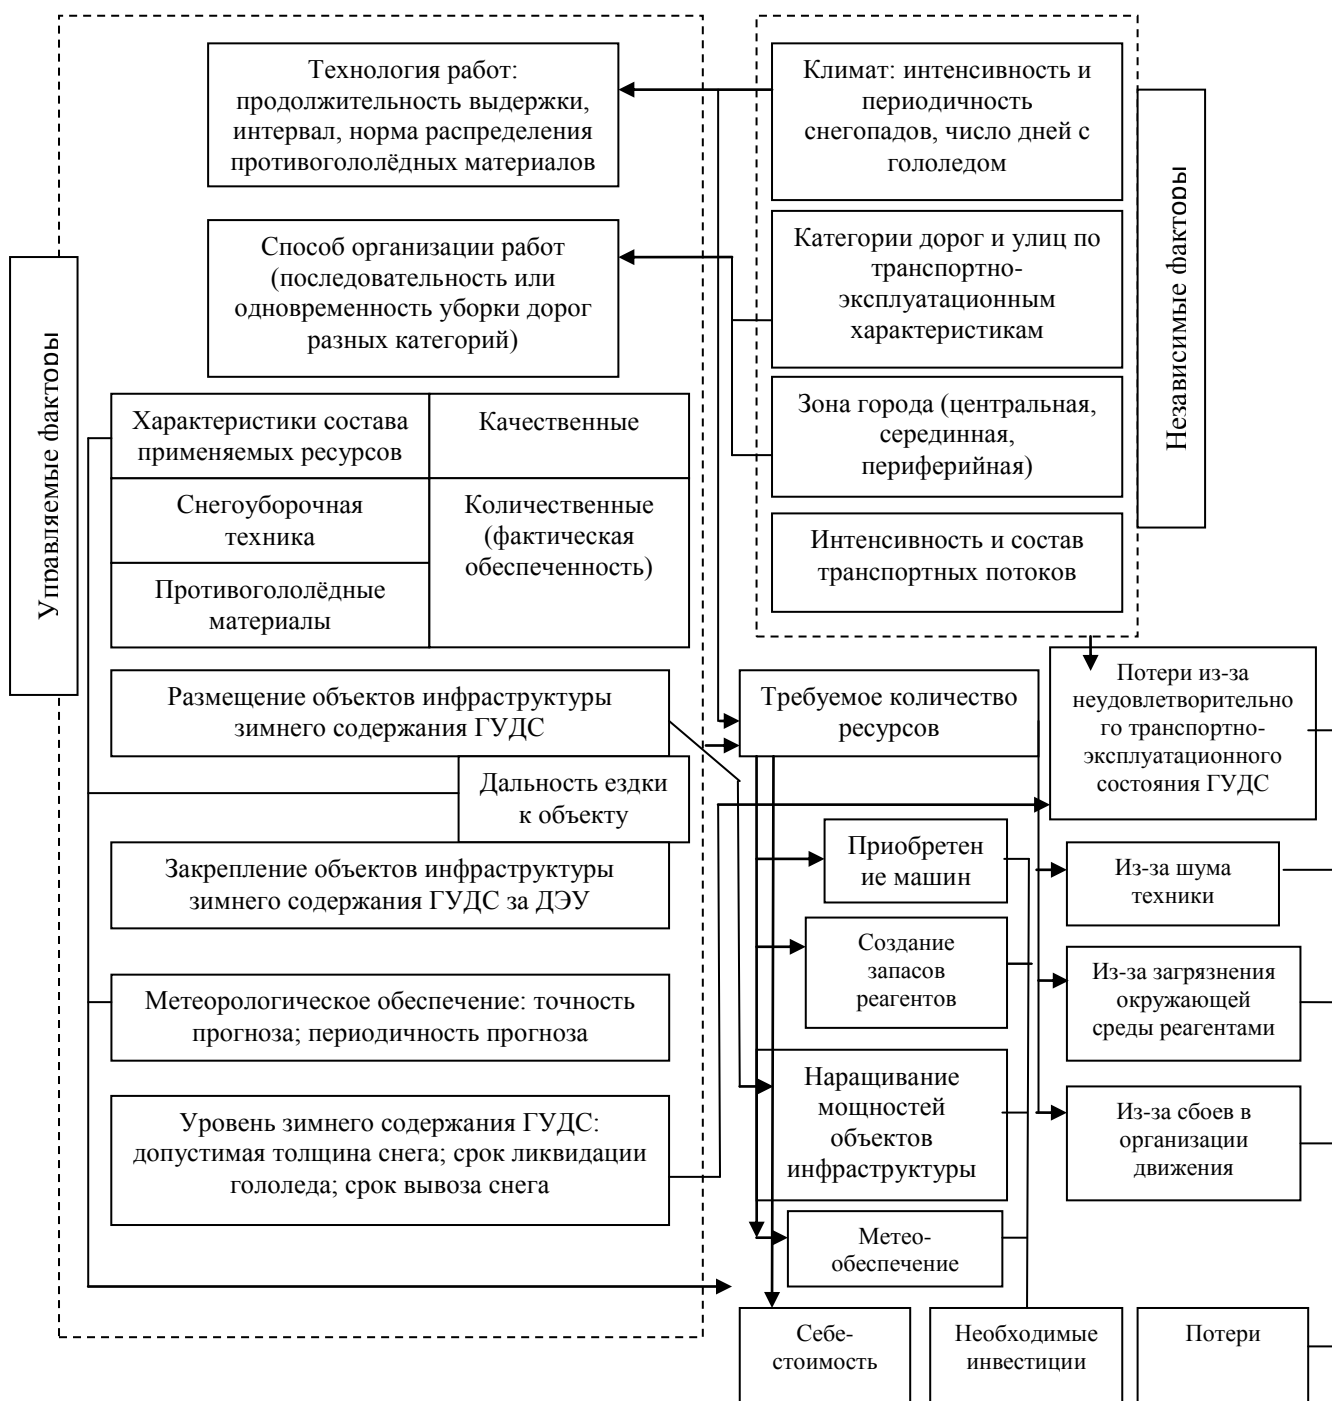 Управляемые факторы
Технология работ:
продолжительность выдержки,
интервал, норма распределения
противогололёдных материалов
Способ организации работ
(последовательность или
одновременность уборки дорог
разных категорий)
Характеристики состава
применяемых ресурсов
Качественные
Снегоуборочная
техника
Количественные
(фактическая
обеспеченность)
Противогололёдные
материалы
Размещение объектов инфраструктуры
зимнего содержания ГУДС
Дальность ездки
к объекту
Закрепление объектов инфраструктуры
зимнего содержания ГУДС за ДЭУ
Метеорологическое обеспечение: точность
прогноза; периодичность прогноза
Уровень зимнего содержания ГУДС:
допустимая толщина снега; срок ликвидации
гололеда; срок вывоза снега
Климат: интенсивность и
периодичность
снегопадов, число дней с
гололедом
Категории дорог и улиц по
транспортно-
эксплуатационным
характеристикам
Зона города (центральная,
серединная,
периферийная)
Интенсивность и состав
транспортных потоков
Независимые факторы
Требуемое количество
ресурсов
Потери из-за
неудовлетворительно
го транспортно-
эксплуатационного
состояния ГУДС
Приобретен
ие машин
Из-за шума
техники
Создание
запасов
реагентов
Из-за загрязнения
окружающей
среды реагентами
Наращивание
мощностей
объектов
инфраструктуры
Из-за сбоев в
организации
движения
Метео-
обеспечение
Себе-
стоимость
Необходимые
инвестиции
Потери